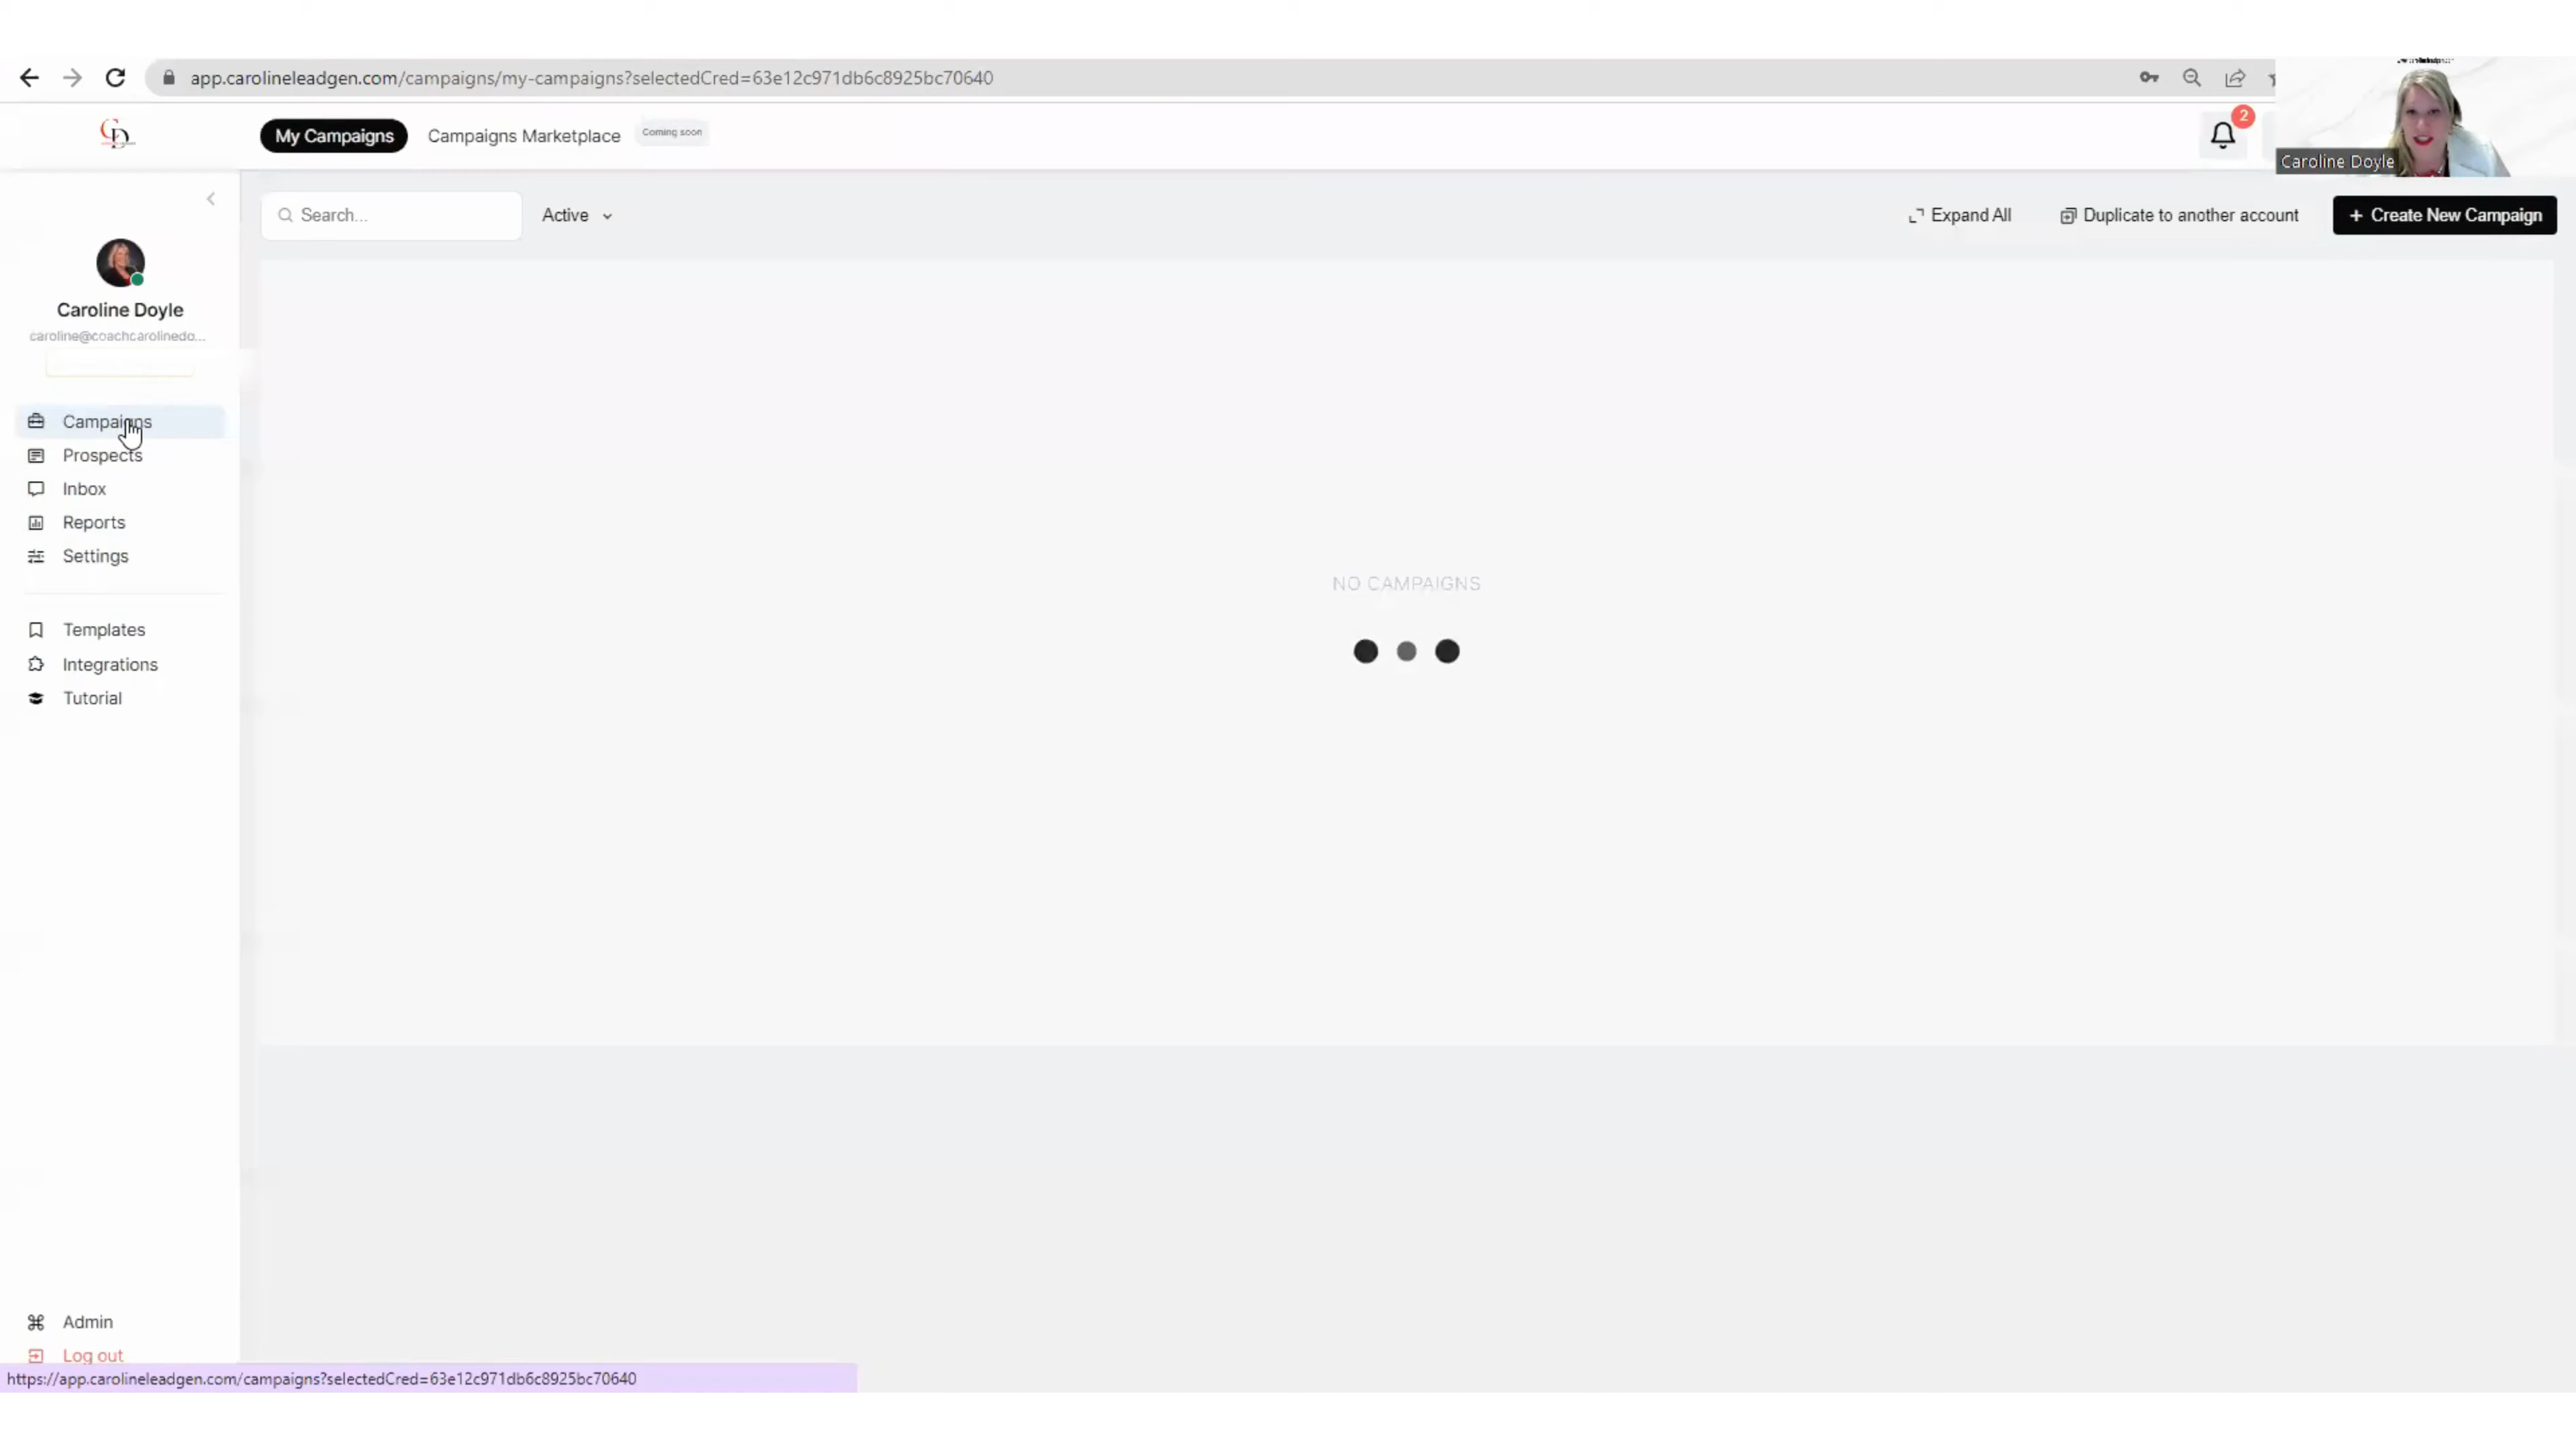 app.carolineleadgen.com/campaigns/my-campaigns?selectedCred=63e12c971db6c8925bc70640
My Campaigns
Campaigns Marketplace
Coming soon
2
Caroline Doyle
Search...
Active
Expand All
Duplicate to another account
+ Create New Campaign
Caroline Doyle
caroline@coachcarolinedo...
Campaigns
Prospects
Inbox
Reports
Settings
NO CAMPAIGNS
Templates
Integrations
Tutorial
Admin
Log out
https://app.carolineleadgen.com/campaigns?selectedCred=63e12c971db6c8925bc70640